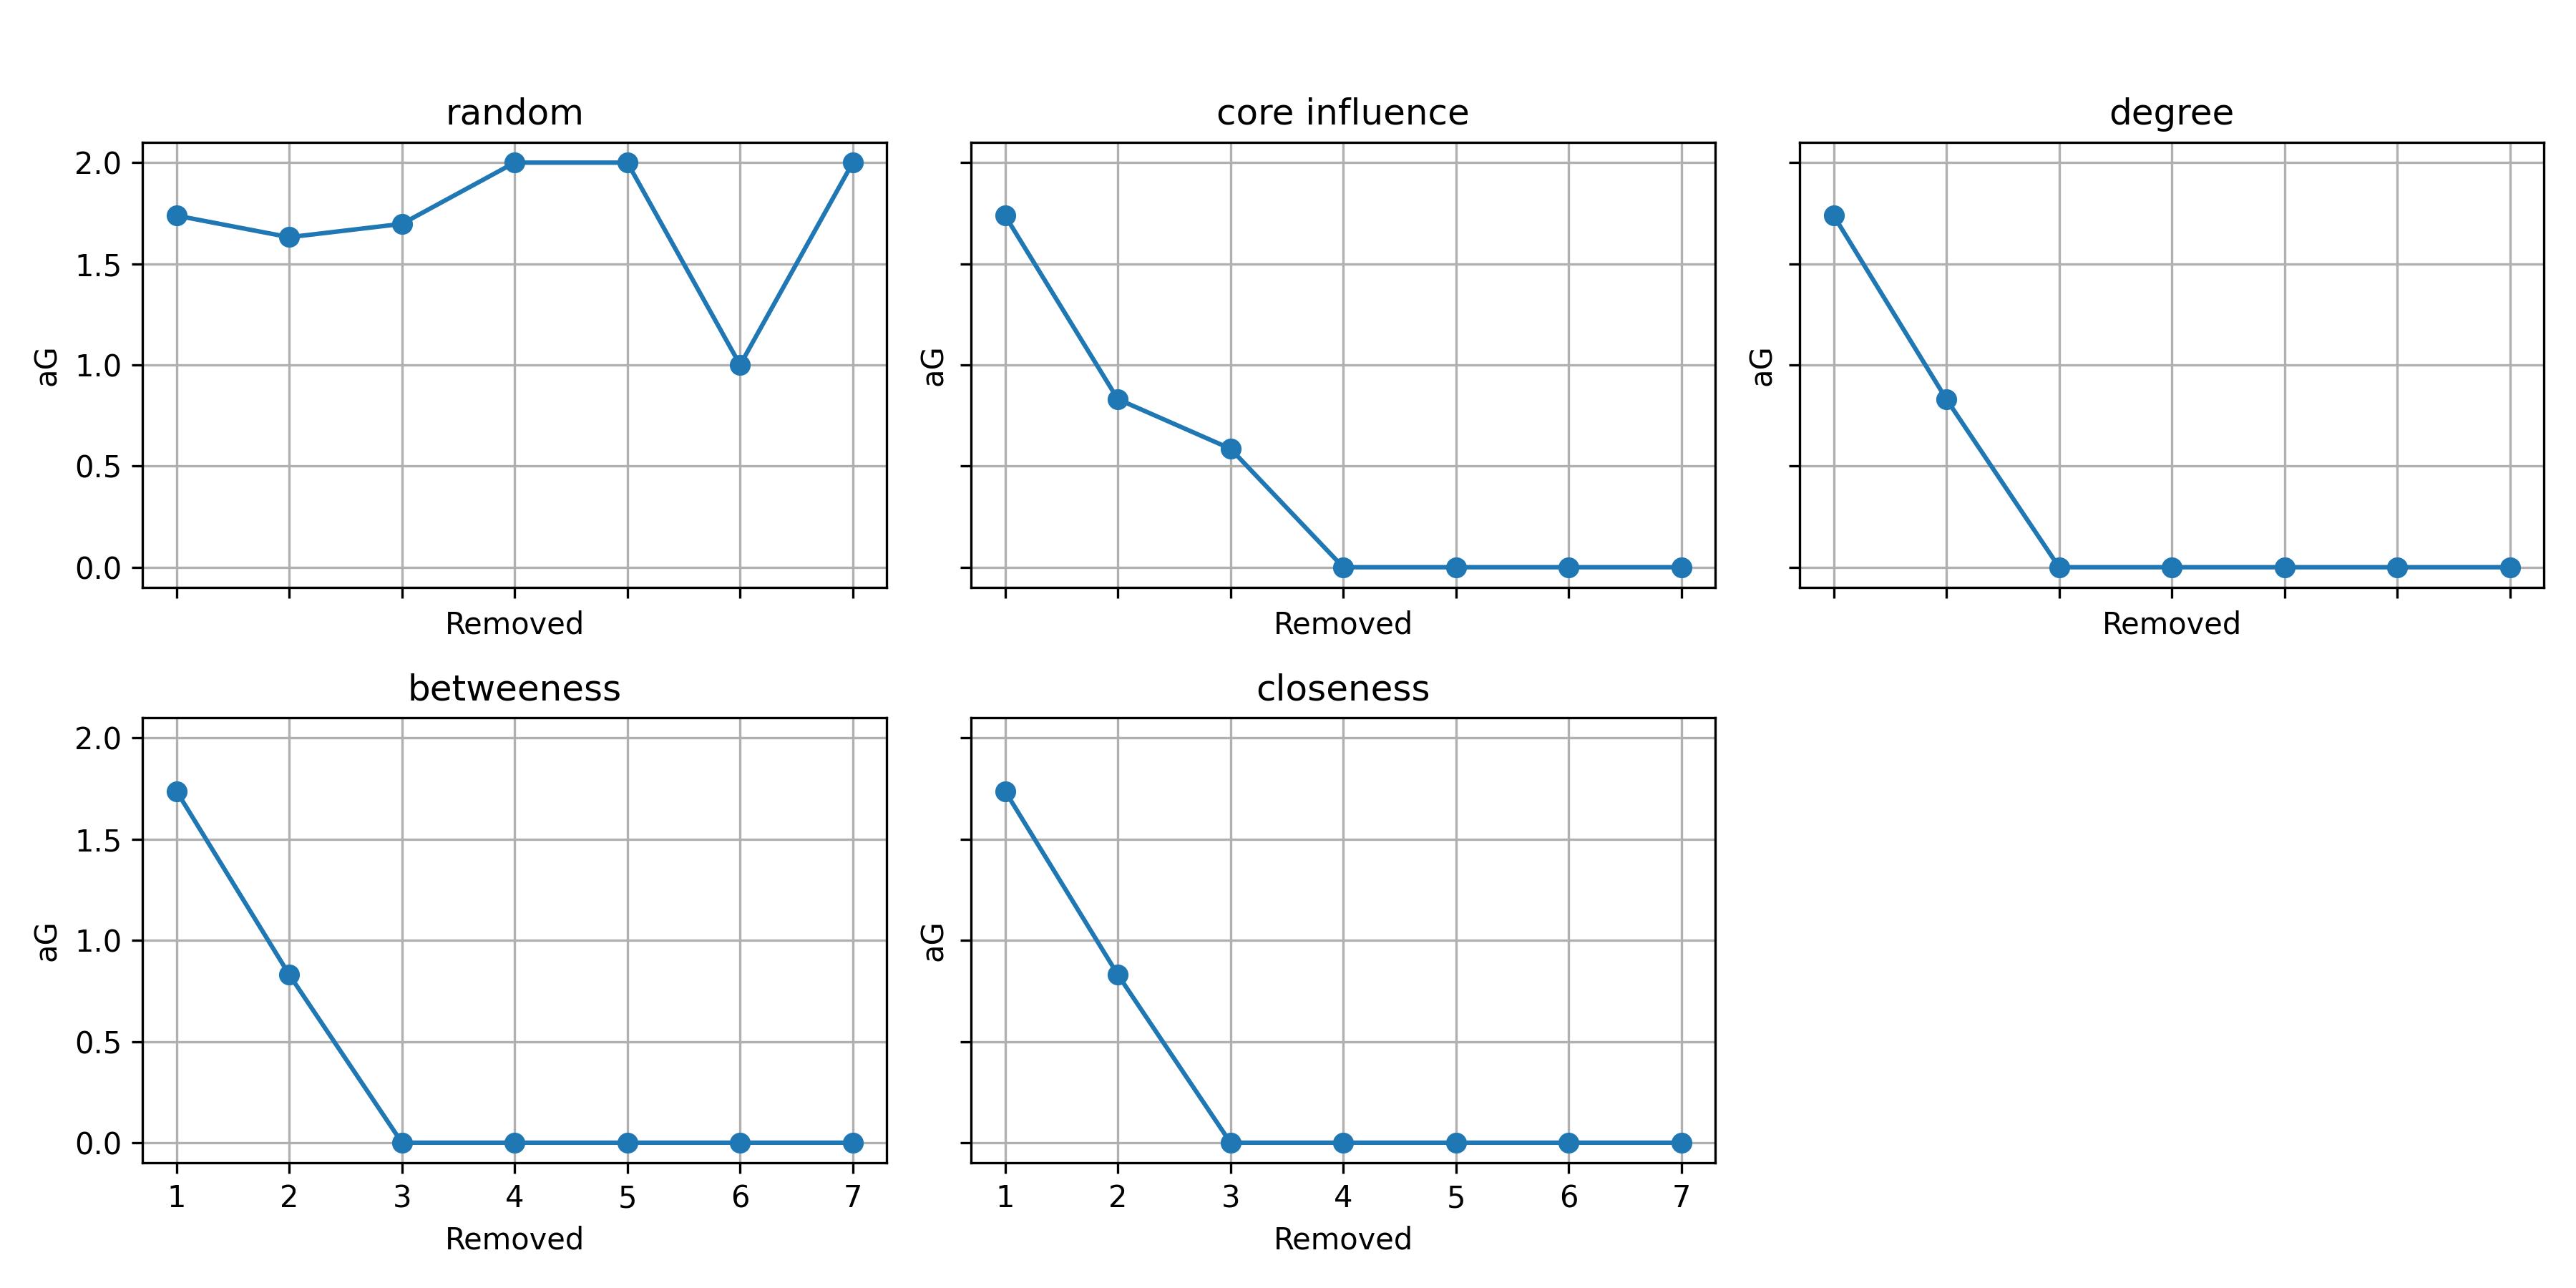 random
core influence
degree
2.0
1.5
1.0
0.5
0.0
aG
aG
aG
Removed
Removed
Removed
betweeness
closeness
2.0
1.5
1.0
0.5
0.0
aG
aG
1 2 3 4 5 6 7
1 2 3 4 5 6 7
Removed
Removed